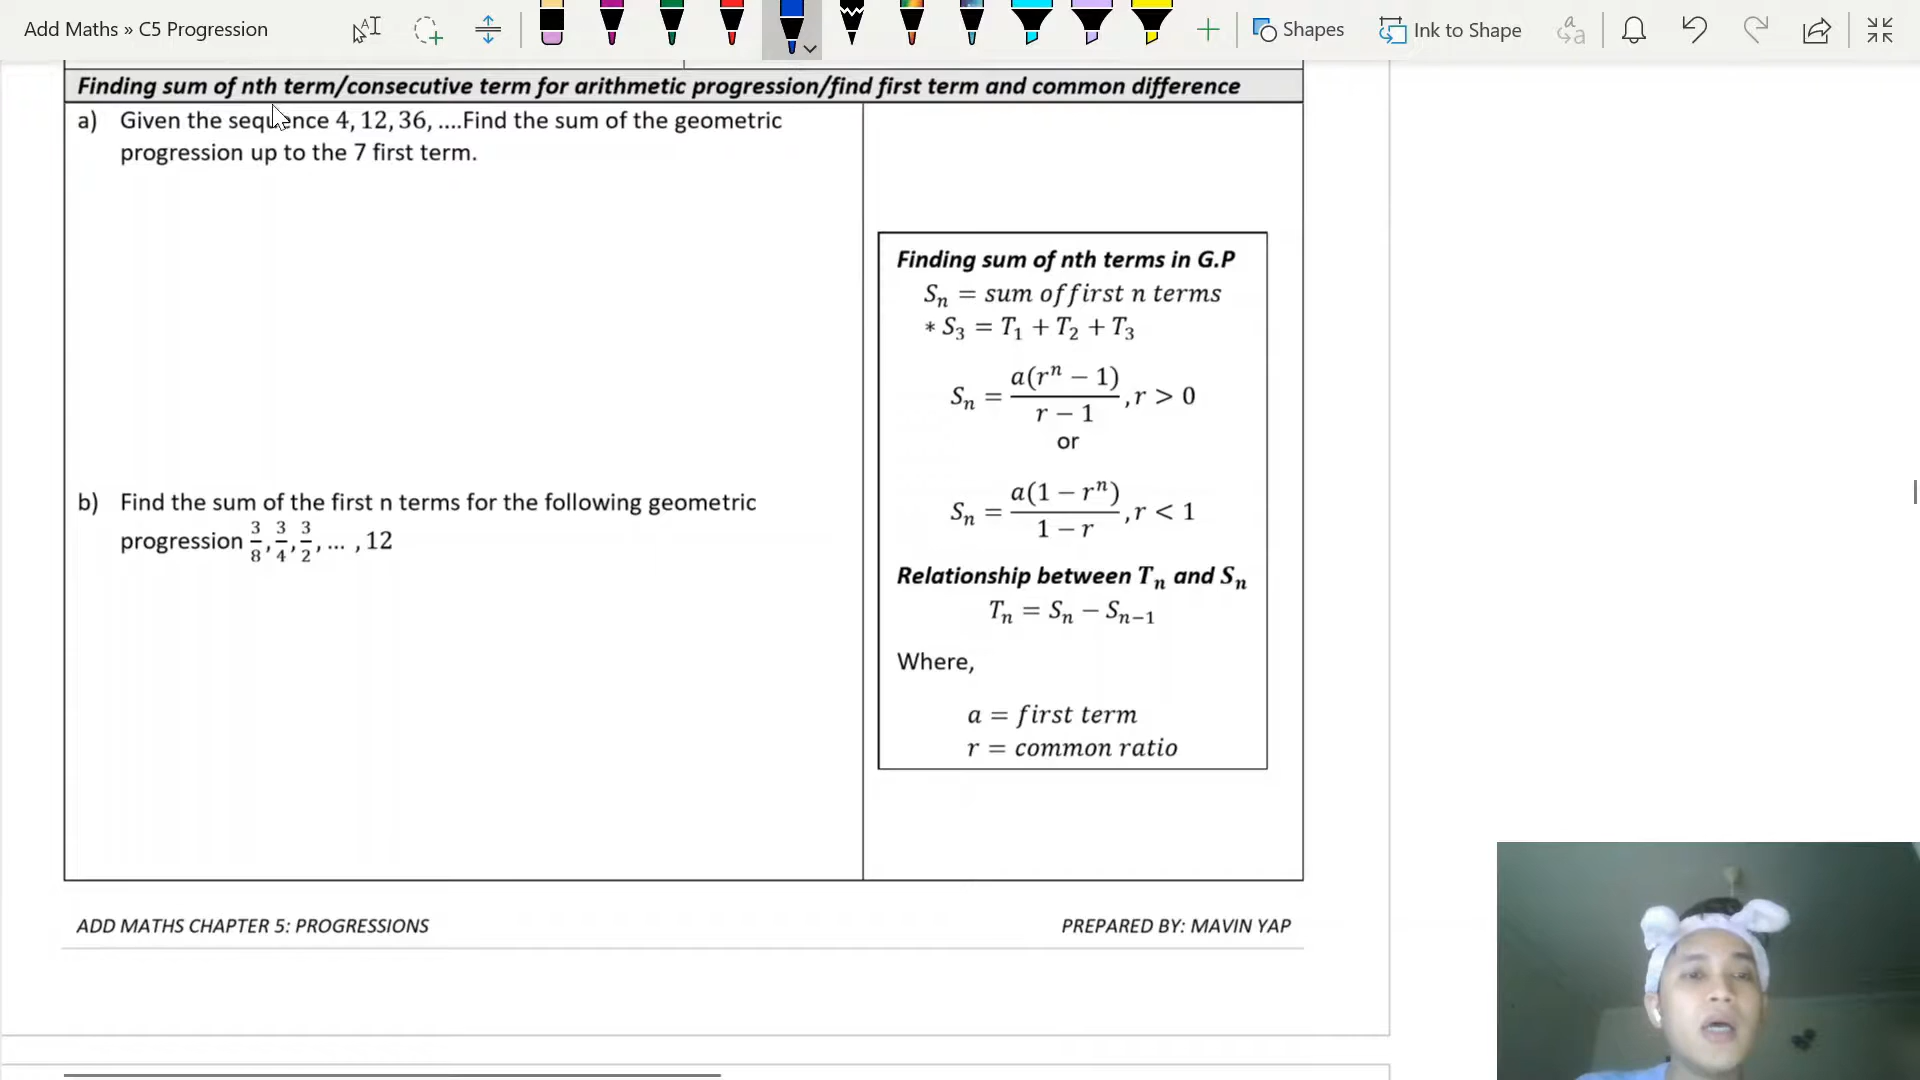 Add Maths » C5 Progression
Shapes
Ink to Shape
Finding sum of nth term/consecutive term for arithmetic progression/find first term and common difference
a) Given the sequence 4, 12, 36, ....Find the sum of the geometric
progression up to the 7 first term.
b) Find the sum of the first n terms for the following geometric
progression 3/8, 3/4, 3/2, … , 12
Finding sum of nth terms in G.P
Sₙ = sum of first n terms
* S₃ = T₁ + T₂ + T₃
Sₙ = a(rⁿ − 1)/(r − 1), r > 0
or
Sₙ = a(1 − rⁿ)/(1 − r), r < 1
Relationship between Tₙ and Sₙ
Tₙ = Sₙ − Sₙ₋₁
Where,
a = first term
r = common ratio
ADD MATHS CHAPTER 5: PROGRESSIONS
PREPARED BY: MAVIN YAP